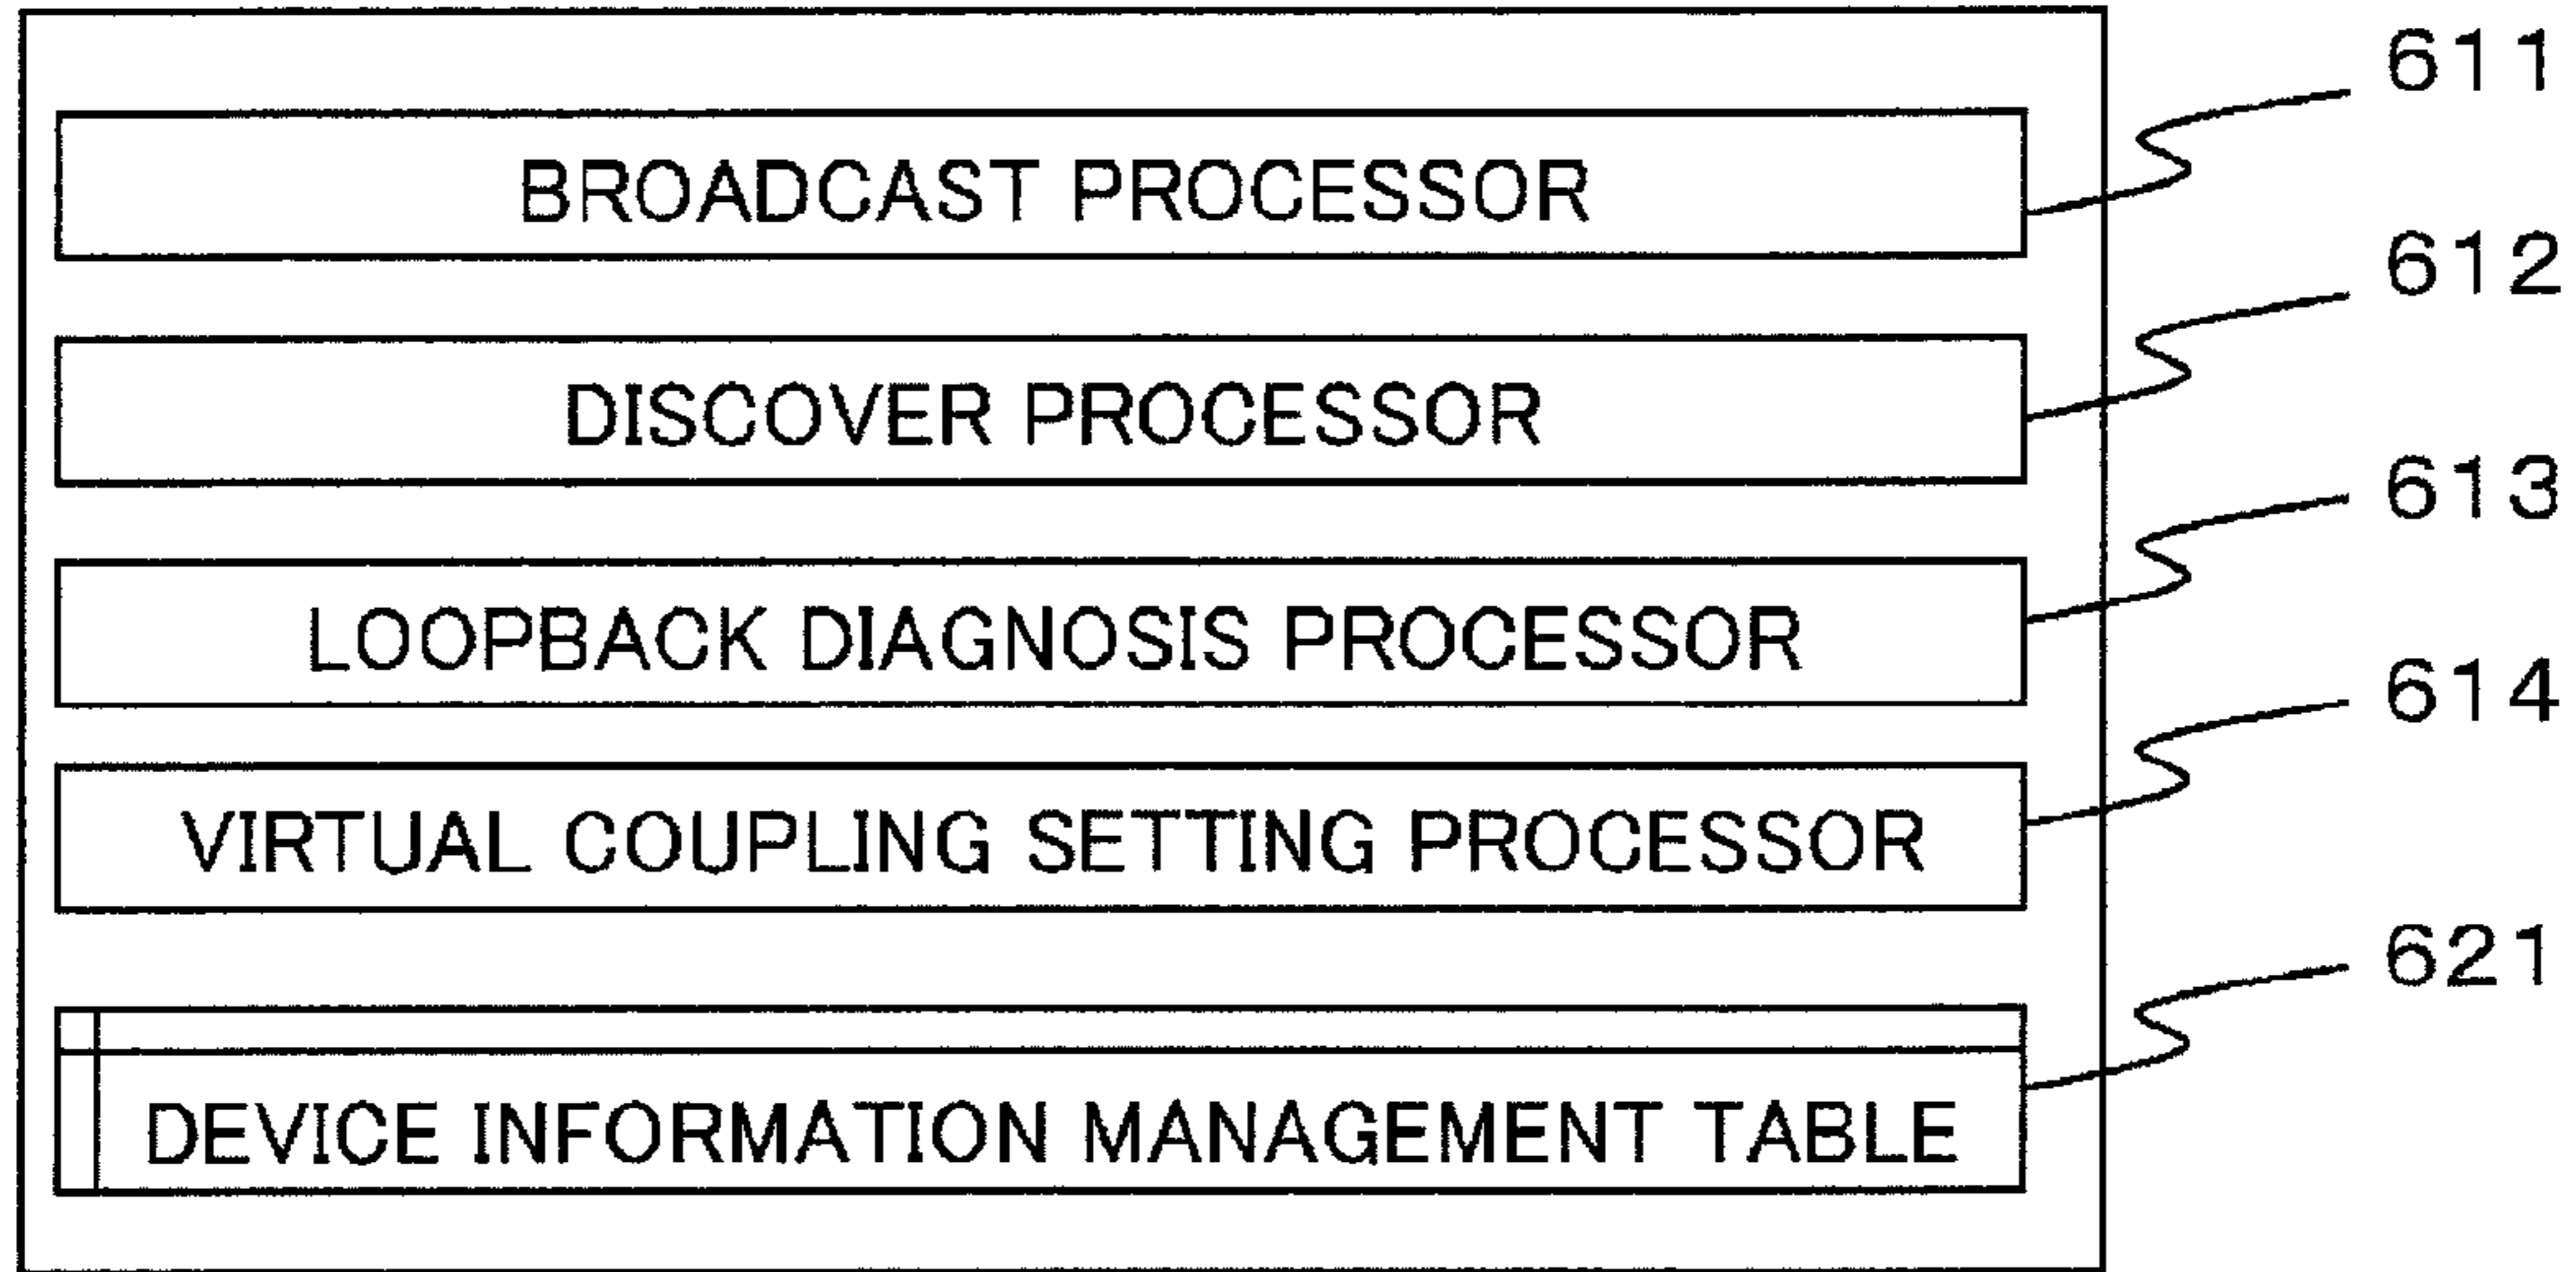 611
BROADCAST PROCESSOR
612
DISCOVER PROCESSOR
613
LOOPBACK DIAGNOSIS PROCESSOR
614
VIRTUAL COUPLING SETTING PROCESSOR
621
DEVICE INFORMATION MANAGEMENT TABLE